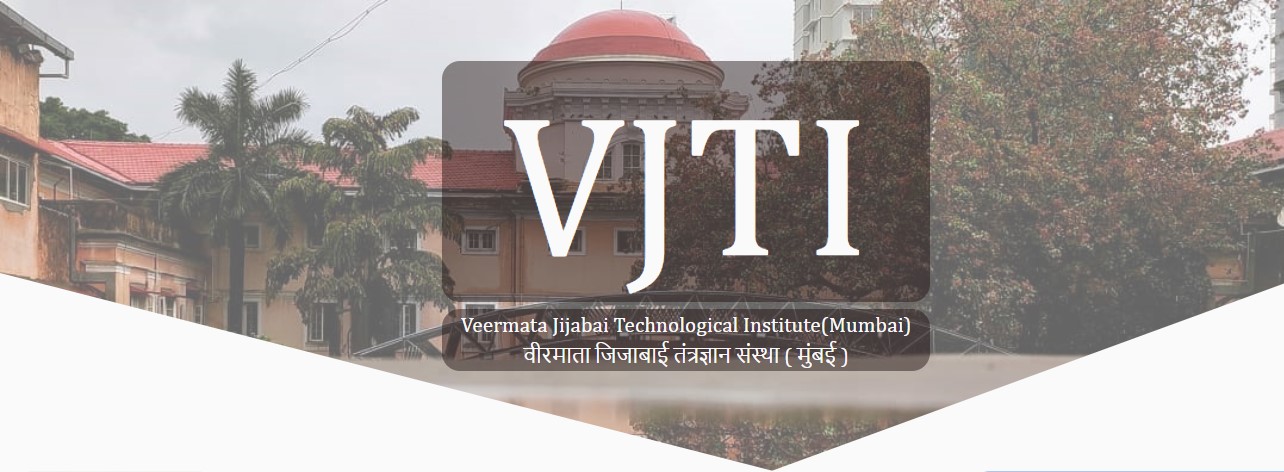 VJTI
Veermata Jijabai Technological Institute(Mumbai)
वीरमाता जिजाबाई तंत्रज्ञान संस्था ( मुंबई )